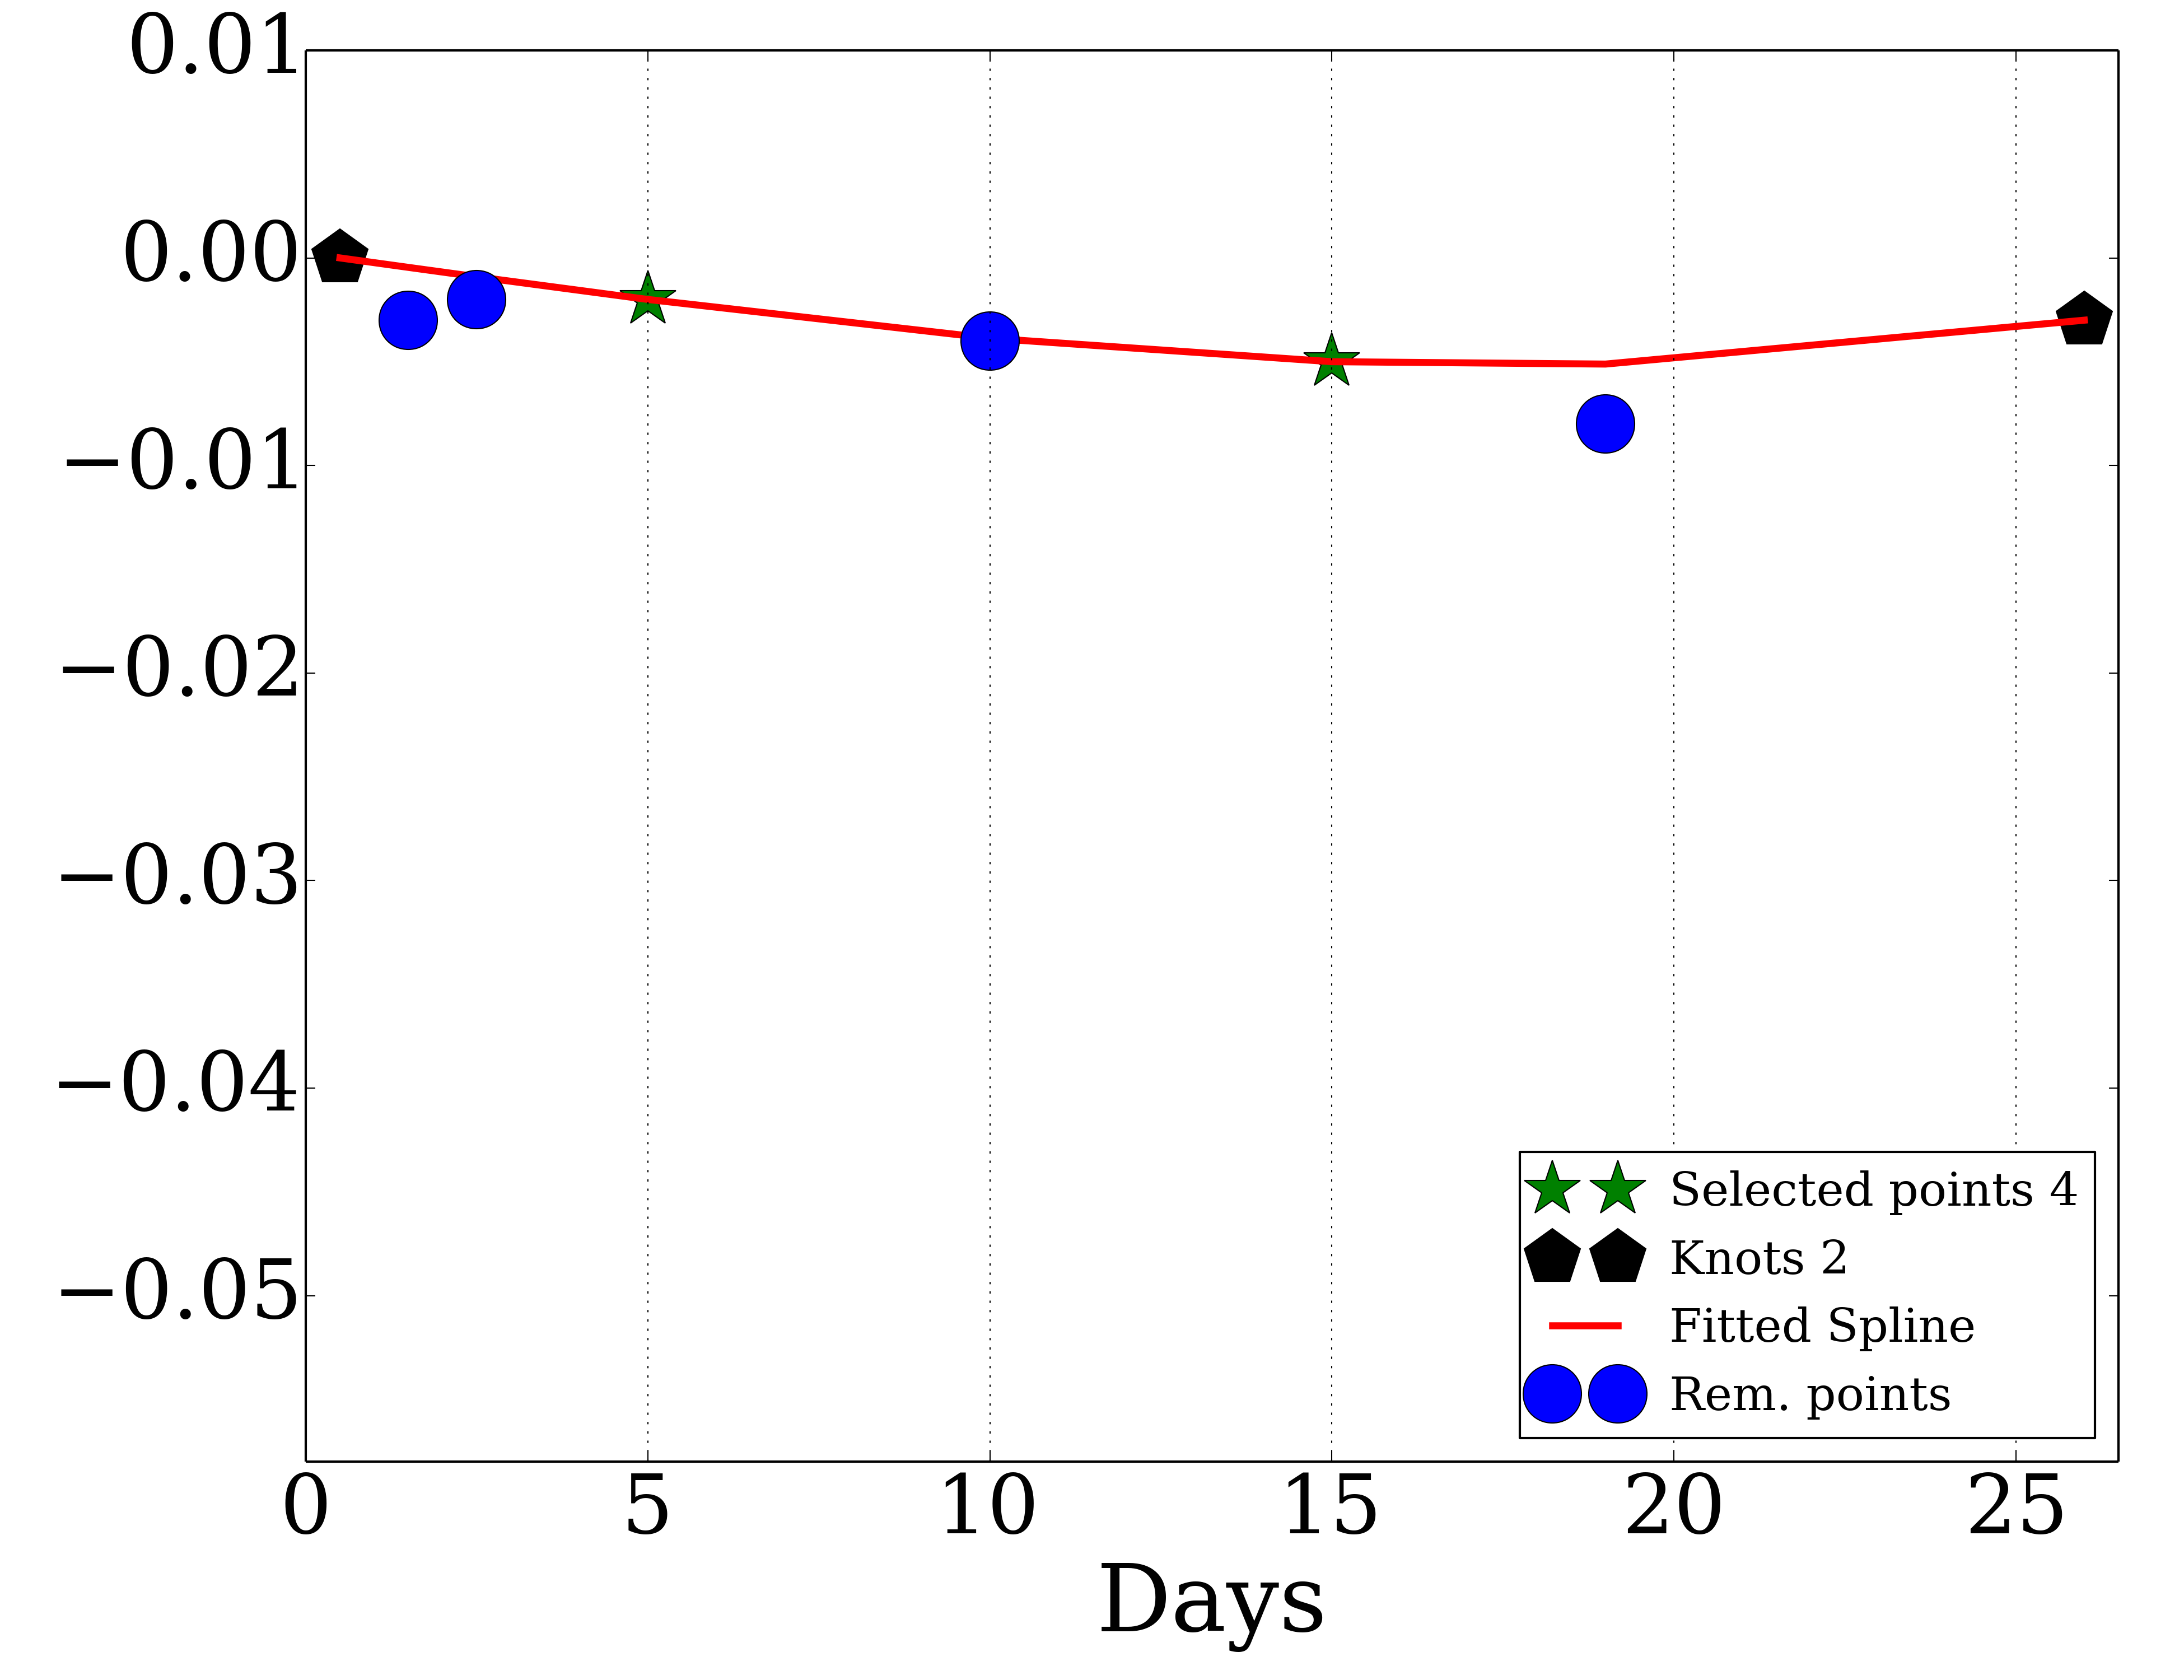 0.01
0.00
−0.01
−0.02
−0.03
−0.04
−0.05
0 5 10 15 20 25
Days
Selected points 4
Knots 2
Fitted Spline
Rem. points